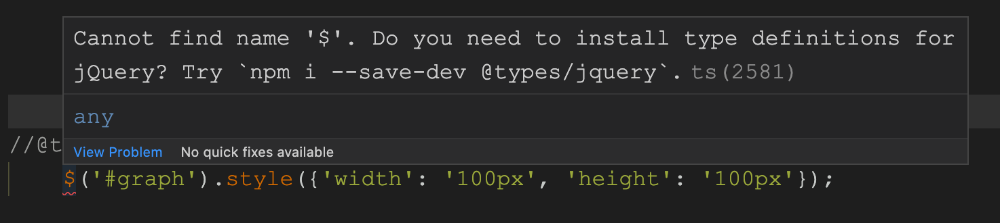 Cannot find name '$'. Do you need to install type definitions for
jQuery? Try `npm i --save-dev @types/jquery`. ts(2581)
any
View Problem No quick fixes available
//@t
$('#graph').style({'width': '100px', 'height': '100px'});